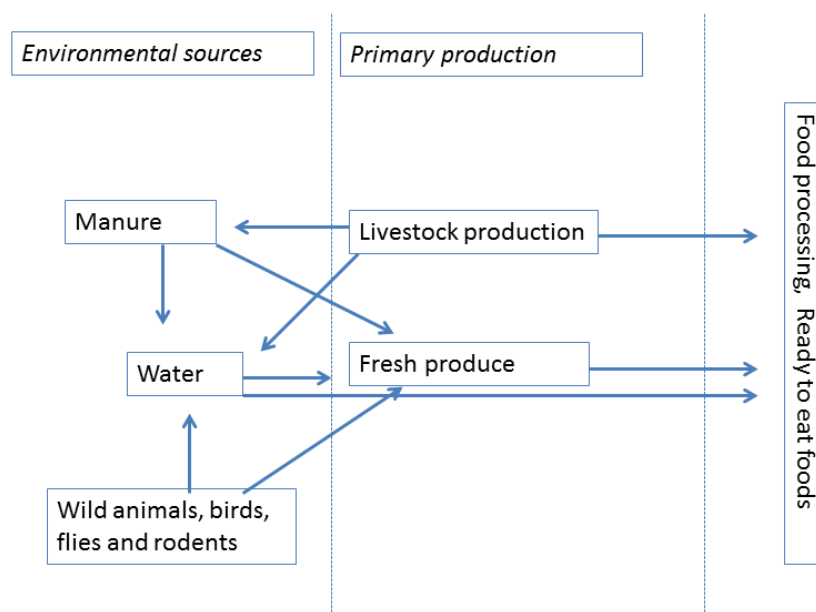 Environmental sources
Primary production
Manure
Livestock production
Water
Fresh produce
Wild animals, birds,
flies and rodents
Food processing, Ready to eat foods